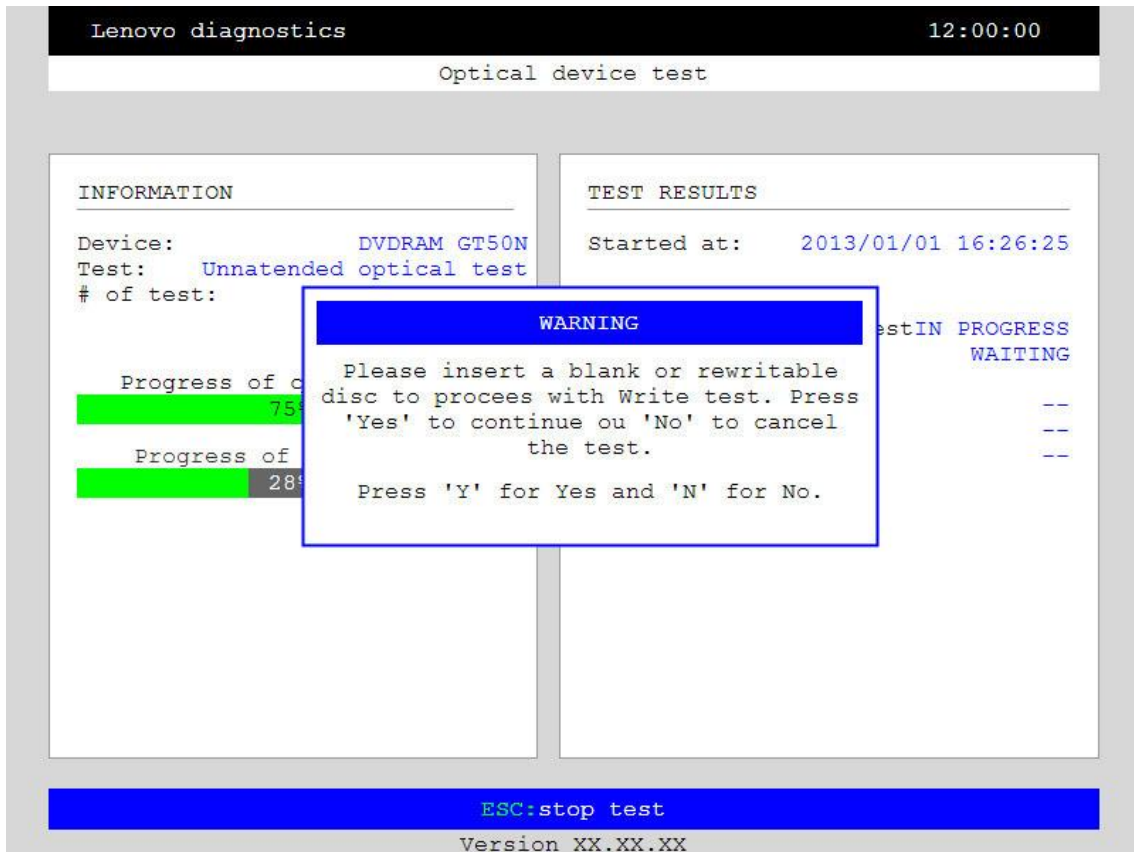 Lenovo diagnostics 12:00:00
Optical device test
INFORMATION
Device: DVDRAM GT50N
Test: Unnatended optical test
# of test:
Progress of
75
Progress of
28
TEST RESULTS
Started at: 2013/01/01 16:26:25
IN PROGRESS
WAITING
--
--
--
WARNING
Please insert a blank or rewritable
disc to procees with Write test. Press
'Yes' to continue ou 'No' to cancel
the test.
Press 'Y' for Yes and 'N' for No.
ESC:stop test
Version XX.XX.XX